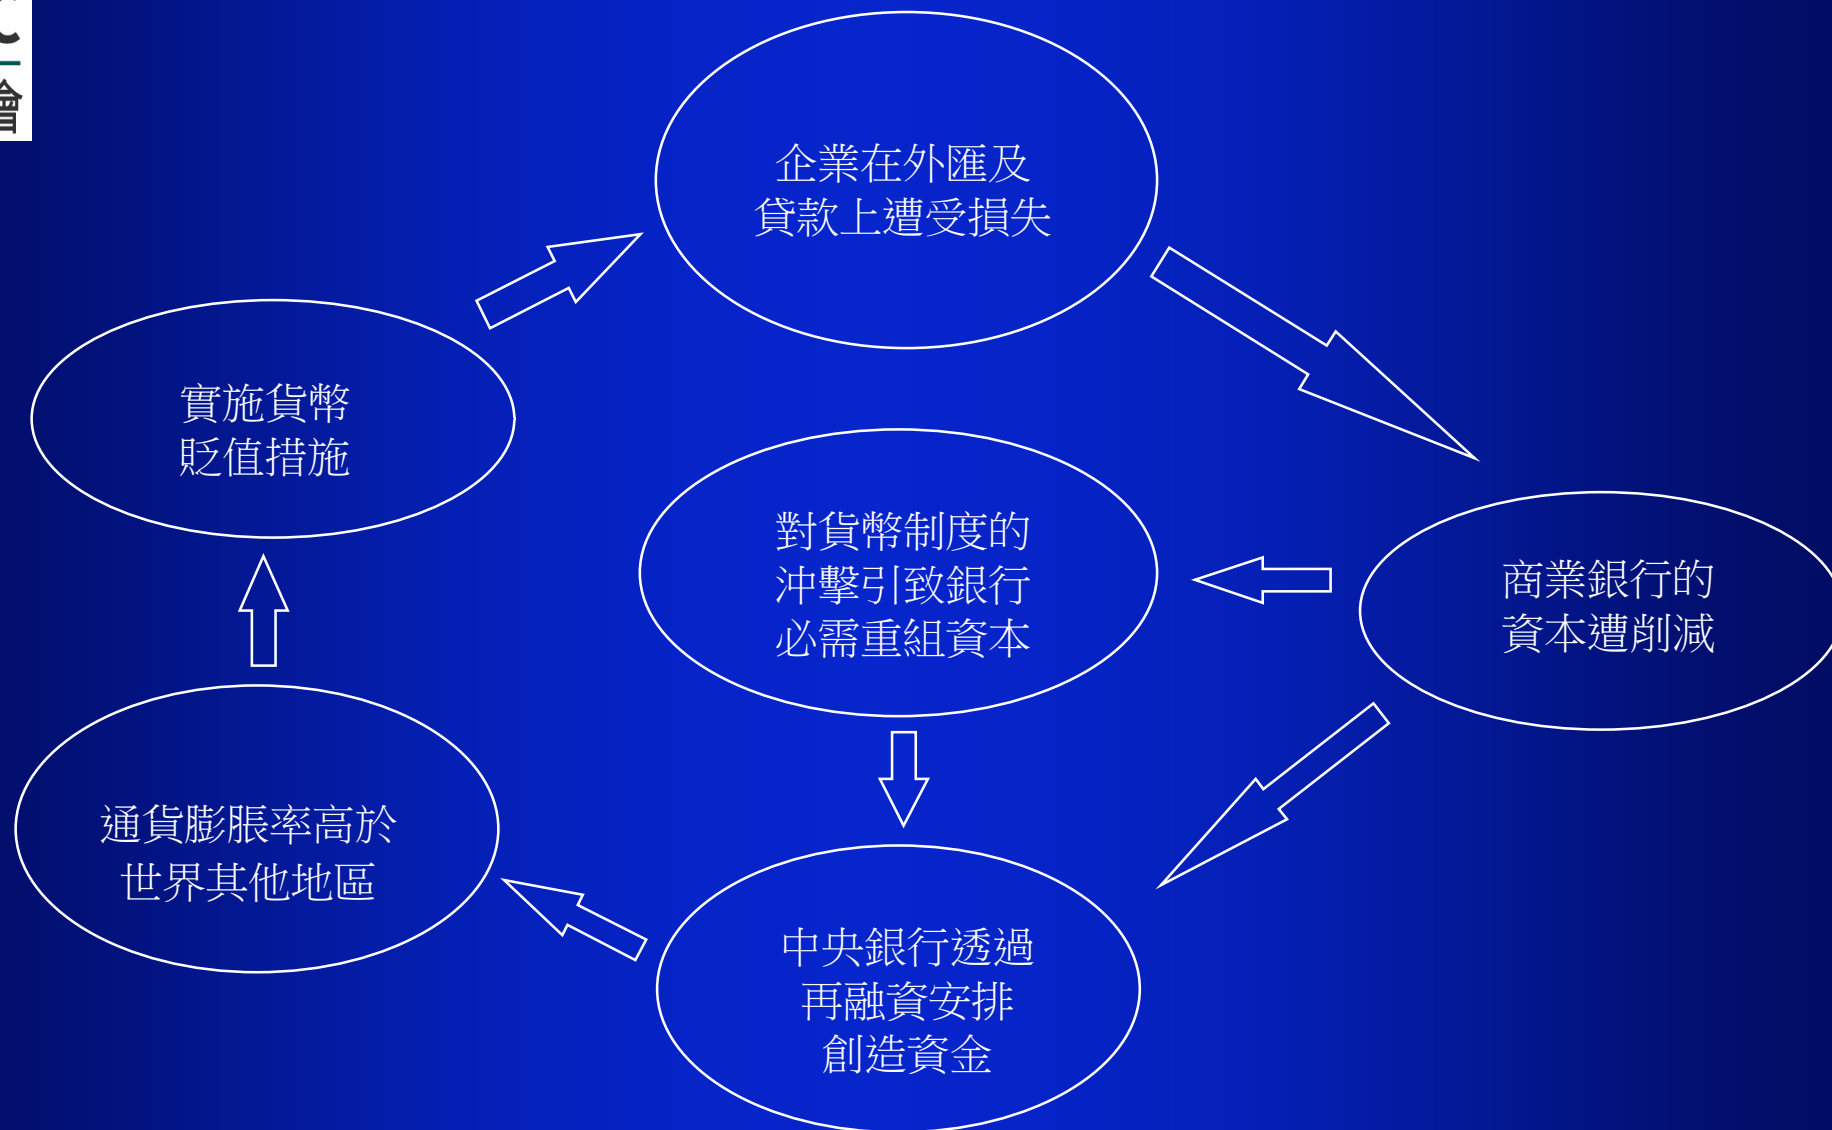 會
企業在外匯及
貸款上遭受損失
實施貨幣
貶值措施
對貨幣制度的
沖擊引致銀行
必需重組資本
商業銀行的
資本遭削減
通貨膨脹率高於
世界其他地區
中央銀行透過
再融資安排
創造資金